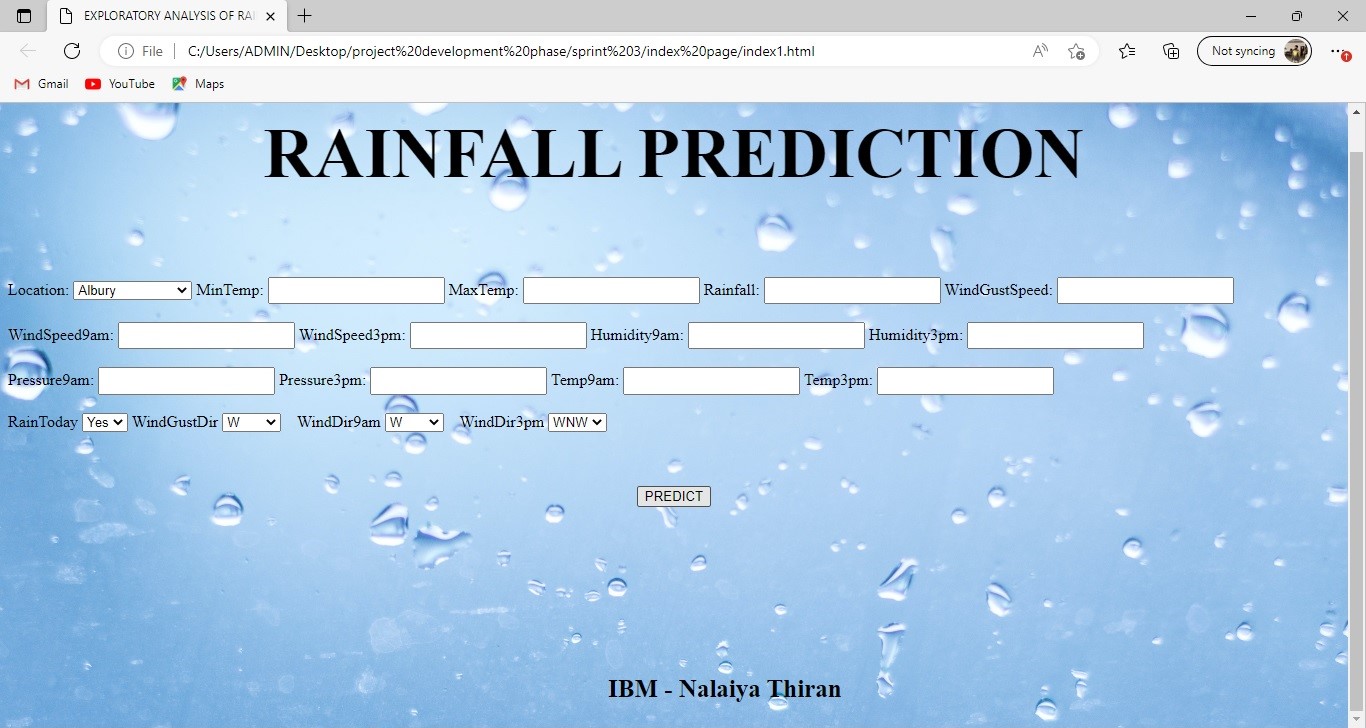 EXPLORATORY ANALYSIS OF RAI
File C:/Users/ADMIN/Desktop/project%20development%20phase/sprint%203/index%20page/index1.html Not syncing
Gmail YouTube Maps
RAINFALL PREDICTION
Location: Albury MinTemp: MaxTemp: Rainfall: WindGustSpeed:
WindSpeed9am: WindSpeed3pm: Humidity9am: Humidity3pm:
Pressure9am: Pressure3pm: Temp9am: Temp3pm:
RainToday Yes WindGustDir W WindDir9am W WindDir3pm WNW
PREDICT
IBM - Nalaiya Thiran